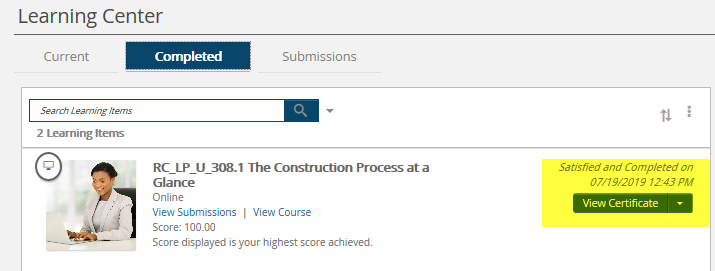 Learning Center
Current
Completed
Submissions
Search Learning Items
2 Learning Items
RC_LP_U_308.1 The Construction Process at a
Glance
Online
View Submissions | View Course
Score: 100.00
Score displayed is your highest score achieved.
Satisfied and Completed on
07/19/2019 12:43 PM
View Certificate